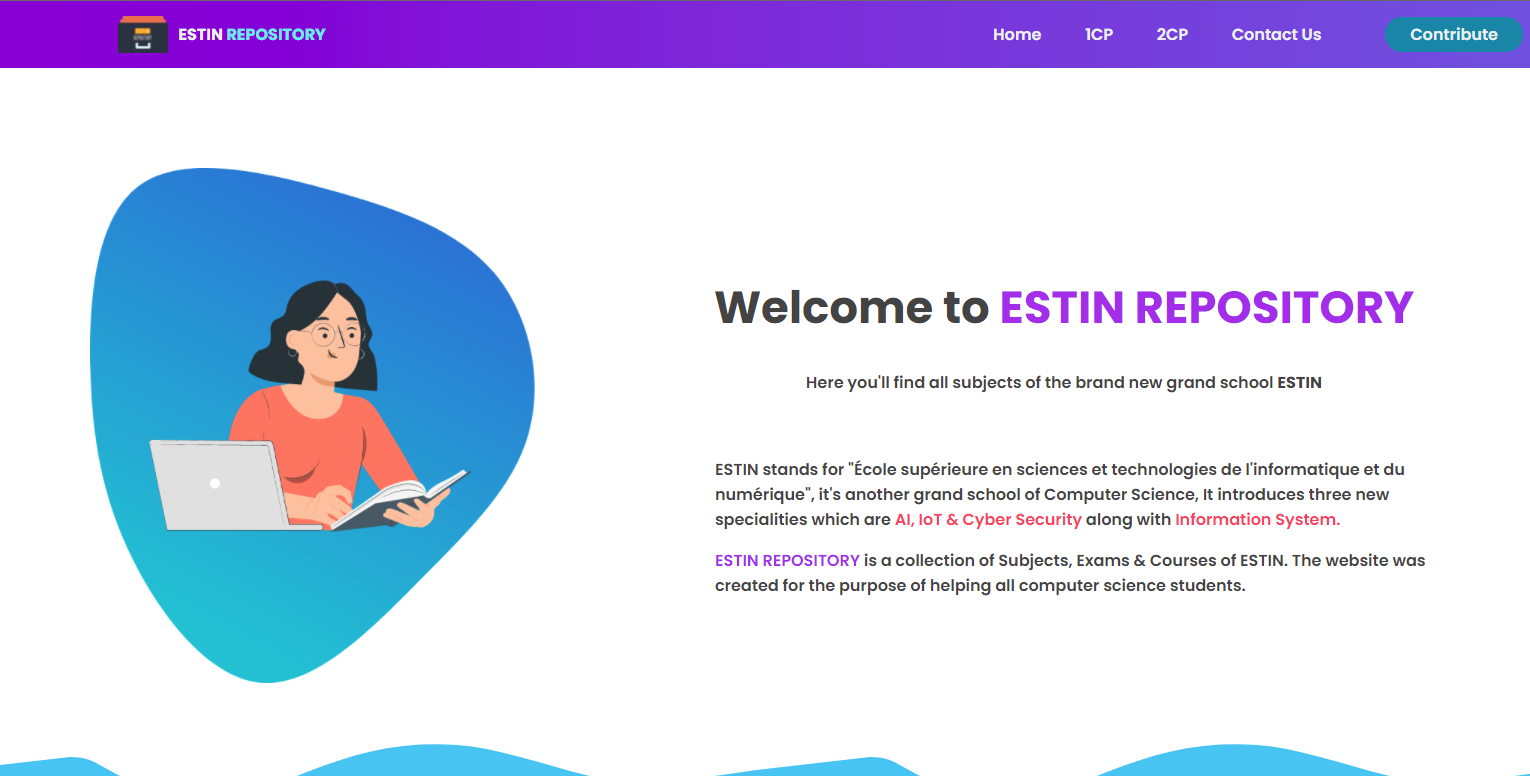 ESTIN REPOSITORY
Home 1CP 2CP Contact Us Contribute
Welcome to ESTIN REPOSITORY
Here you'll find all subjects of the brand new grand school ESTIN
ESTIN stands for "École supérieure en sciences et technologies de l'informatique et du
numérique", it's another grand school of Computer Science, It introduces three new
specialities which are AI, IoT & Cyber Security along with Information System.
ESTIN REPOSITORY is a collection of Subjects, Exams & Courses of ESTIN. The website was
created for the purpose of helping all computer science students.